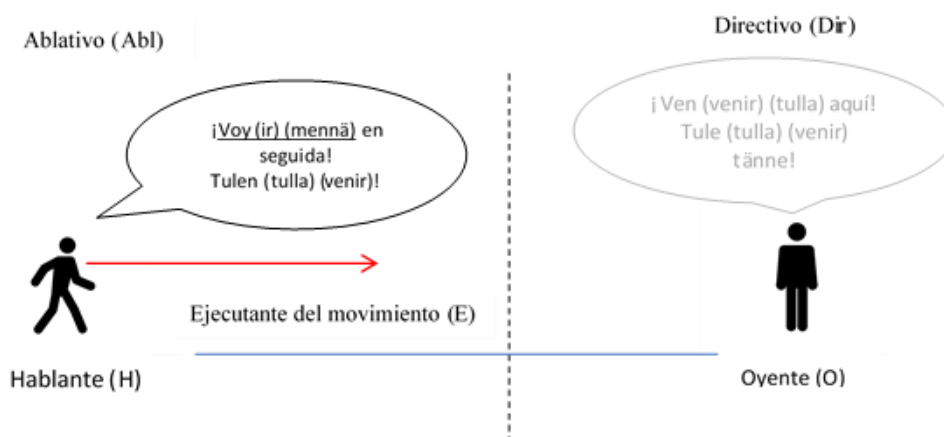 Ablativo (Abl)
Directivo (Dir)
¡Voy (ir) (mennä) en
seguida!
Tulen (tulla) (venir)!
¡Ven (venir) (tulla) aquí!
Tule (tulla) (venir)
tänne!
Ejecutante del movimiento (E)
Hablante (H)
Oyente (O)